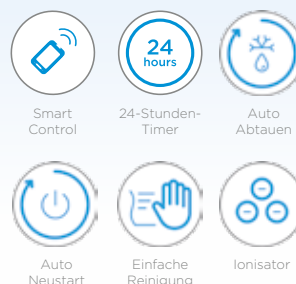 24
hours
Smart
Control
24-Stunden-
Timer
Auto
Abtauen
Auto
Neustart
Einfache
Reinigung
Ionisator